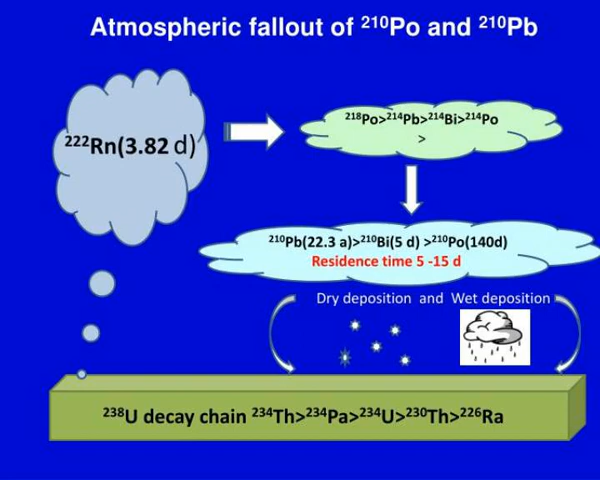 Atmospheric fallout of ²¹⁰Po and ²¹⁰Pb
²²²Rn(3.82 d)
²¹⁸Po>²¹⁴Pb>²¹⁴Bi>²¹⁴Po
>
²¹⁰Pb(22.3 a)>²¹⁰Bi(5 d) >²¹⁰Po(140d)
Residence time 5 -15 d
Dry deposition and Wet deposition
²³⁸U decay chain ²³⁴Th>²³⁴Pa>²³⁴U>²³⁰Th>²²⁶Ra